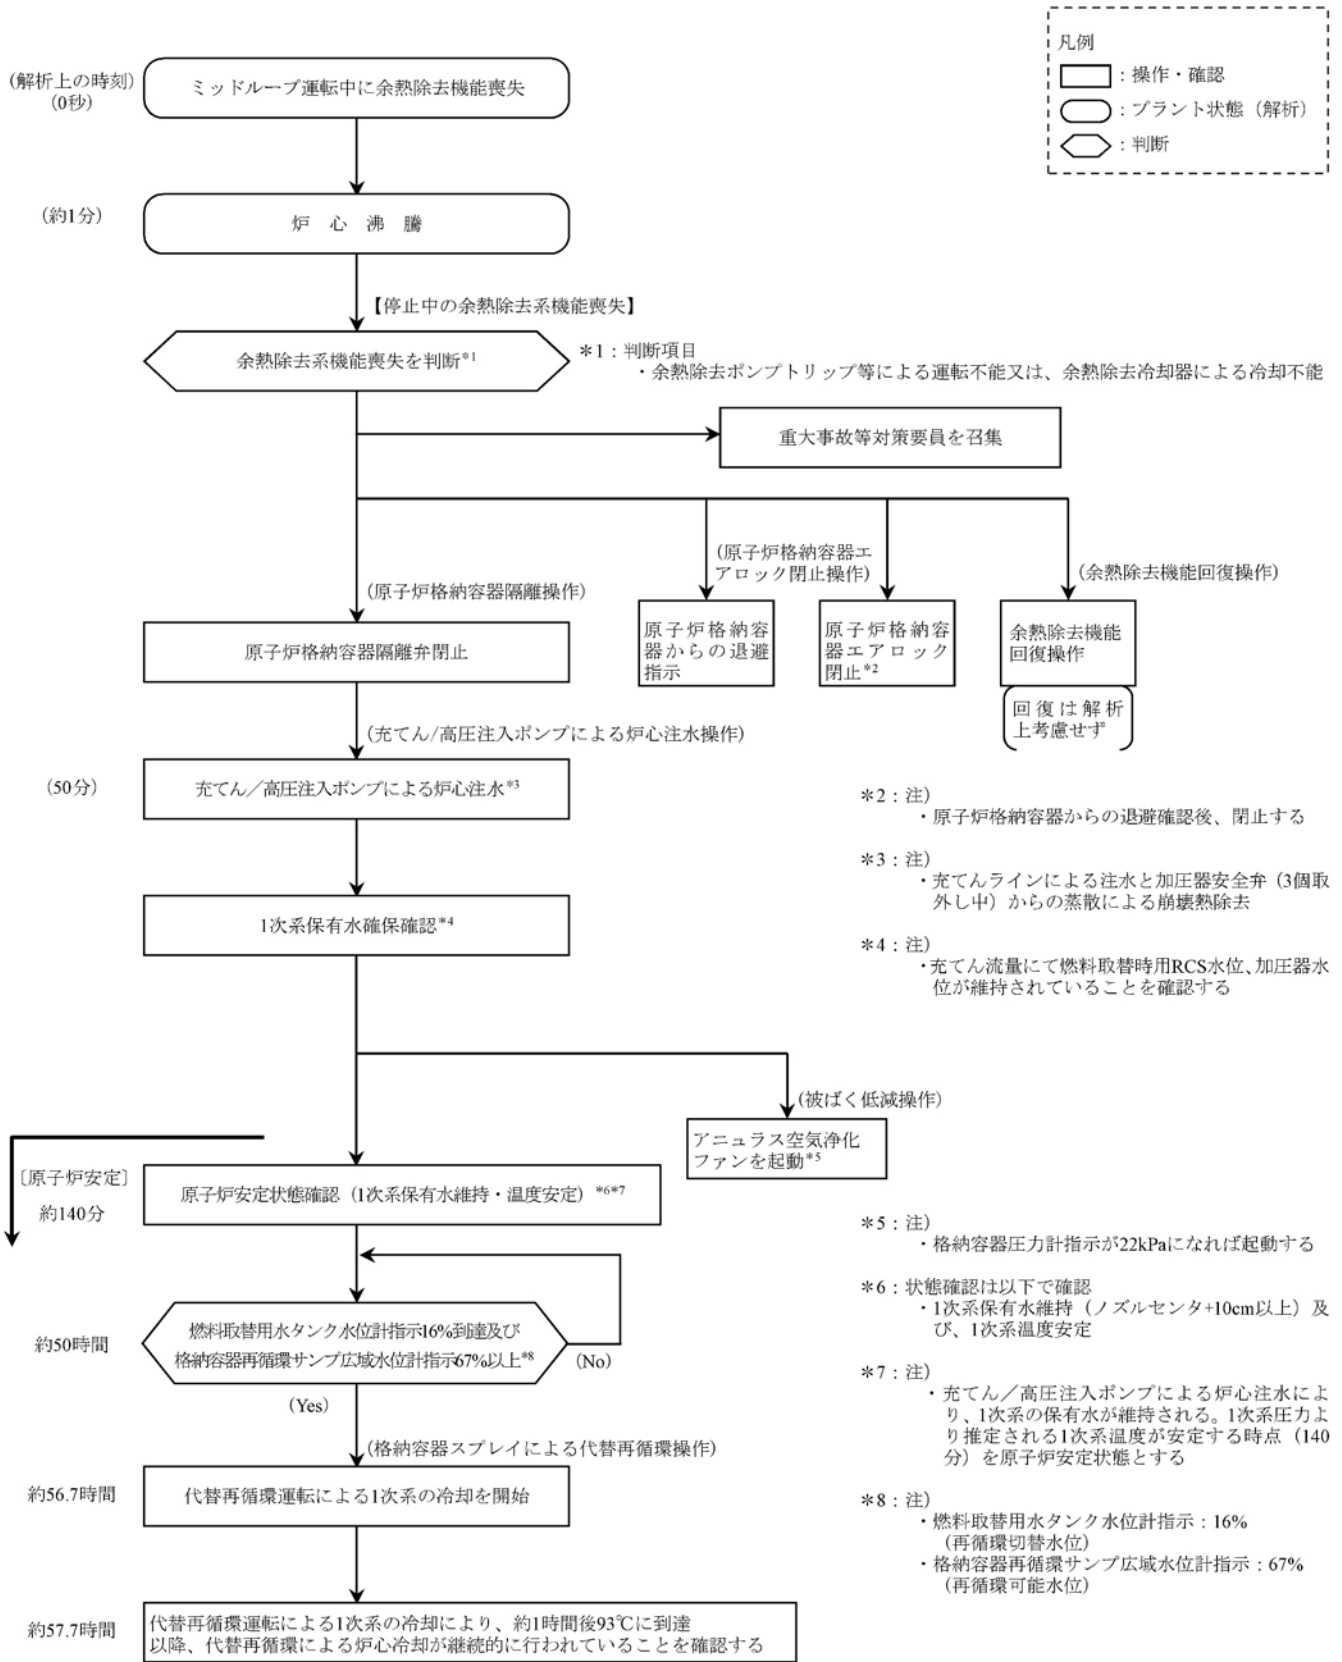 凡例
：操作・確認
：プラント状態（解析）
：判断
(解析上の時刻)
(0秒)
ミッドループ運転中に余熱除去機能喪失
(約1分)
炉　心　沸　騰
【停止中の余熱除去系機能喪失】
余熱除去系機能喪失を判断*1
＊1：判断項目
・余熱除去ポンプトリップ等による運転不能又は、余熱除去冷却器による冷却不能
重大事故等対策要員を召集
(原子炉格納容器隔離操作)
(原子炉格納容器エ
アロック閉止操作)
(余熱除去機能回復操作)
原子炉格納容器隔離弁閉止
原子炉格納容
器からの退避
指示
原子炉格納容
器エアロック
閉止*2
余熱除去機能
回復操作
回復は解析
上考慮せず
(充てん/高圧注入ポンプによる炉心注水操作)
(50分)
充てん／高圧注入ポンプによる炉心注水*3
＊2：注)
・原子炉格納容器からの退避確認後、閉止する
＊3：注)
・充てんラインによる注水と加圧器安全弁（3個取
外し中）からの蒸散による崩壊熱除去
1次系保有水確保確認*4
＊4：注)
・充てん流量にて燃料取替時用RCS水位、加圧器水
位が維持されていることを確認する
(被ばく低減操作)
アニュラス空気浄化
ファンを起動*5
〔原子炉安定〕
約140分
原子炉安定状態確認（1次系保有水維持・温度安定）*6*7
＊5：注)
・格納容器圧力計指示が22kPaになれば起動する
＊6：状態確認は以下で確認
・1次系保有水維持（ノズルセンタ+10cm以上）及
び、1次系温度安定
約50時間
燃料取替用水タンク水位計指示16%到達及び
格納容器再循環サンプ広域水位計指示67%以上*8
(No)
(Yes)
＊7：注)
・充てん／高圧注入ポンプによる炉心注水によ
り、1次系の保有水が維持される。1次系圧力よ
り推定される1次系温度が安定する時点（140
分）を原子炉安定状態とする
(格納容器スプレイによる代替再循環操作)
約56.7時間
代替再循環運転による1次系の冷却を開始
＊8：注)
・燃料取替用水タンク水位計指示：16%
(再循環切替水位)
・格納容器再循環サンプ広域水位計指示：67%
(再循環可能水位)
約57.7時間
代替再循環運転による1次系の冷却により、約1時間後93℃に到達
以降、代替再循環による炉心冷却が継続的に行われていることを確認する